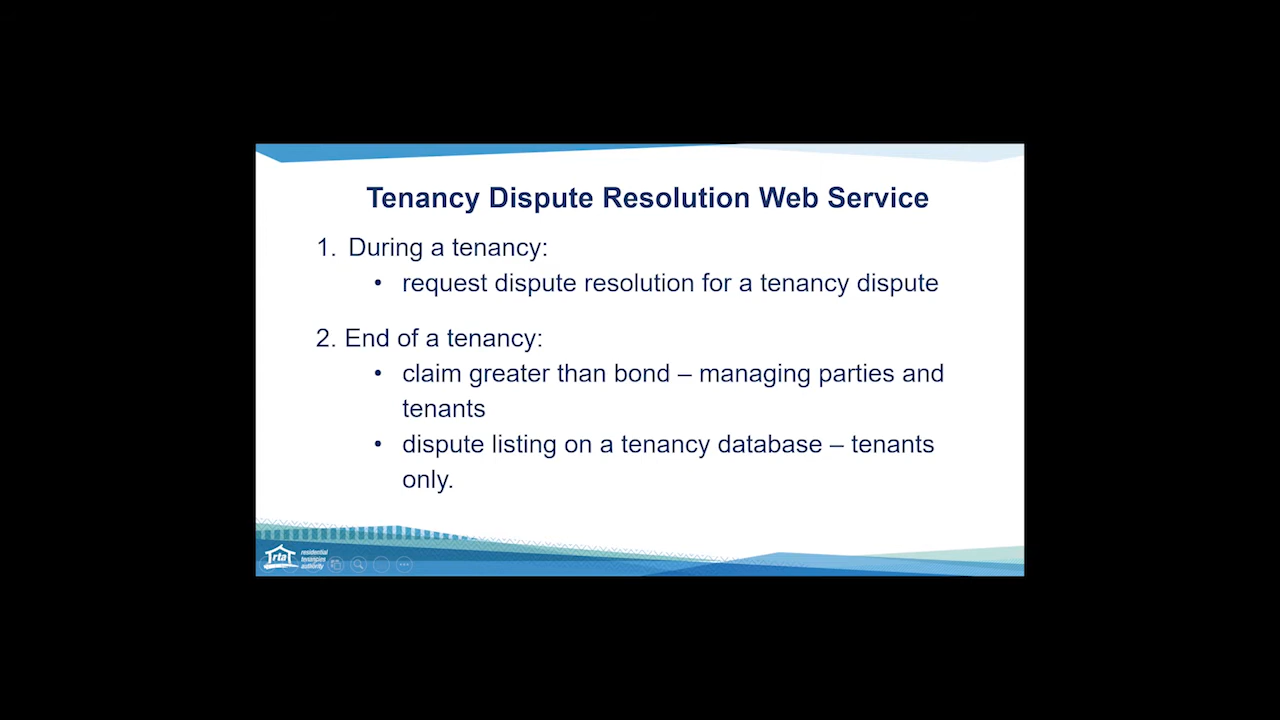 Tenancy Dispute Resolution Web Service
1. During a tenancy:
• request dispute resolution for a tenancy dispute
2. End of a tenancy:
• claim greater than bond – managing parties and
tenants
• dispute listing on a tenancy database – tenants
only.
rta
residential
tenancies
authority